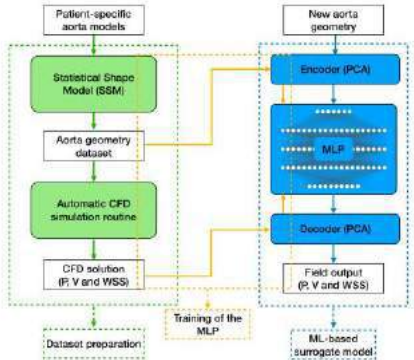 Patient-specific
aorta models
Statistical Shape
Model (SSM)
Aorta geometry
dataset
Automatic CFD
simulation routine
CFD solution
(P, V and WSS)
Dataset preparation
Training of the
MLP
New aorta
geometry
Encoder (PCA)
MLP
Decoder (PCA)
Field output
(P, V and WSS)
ML-based
surrogate model